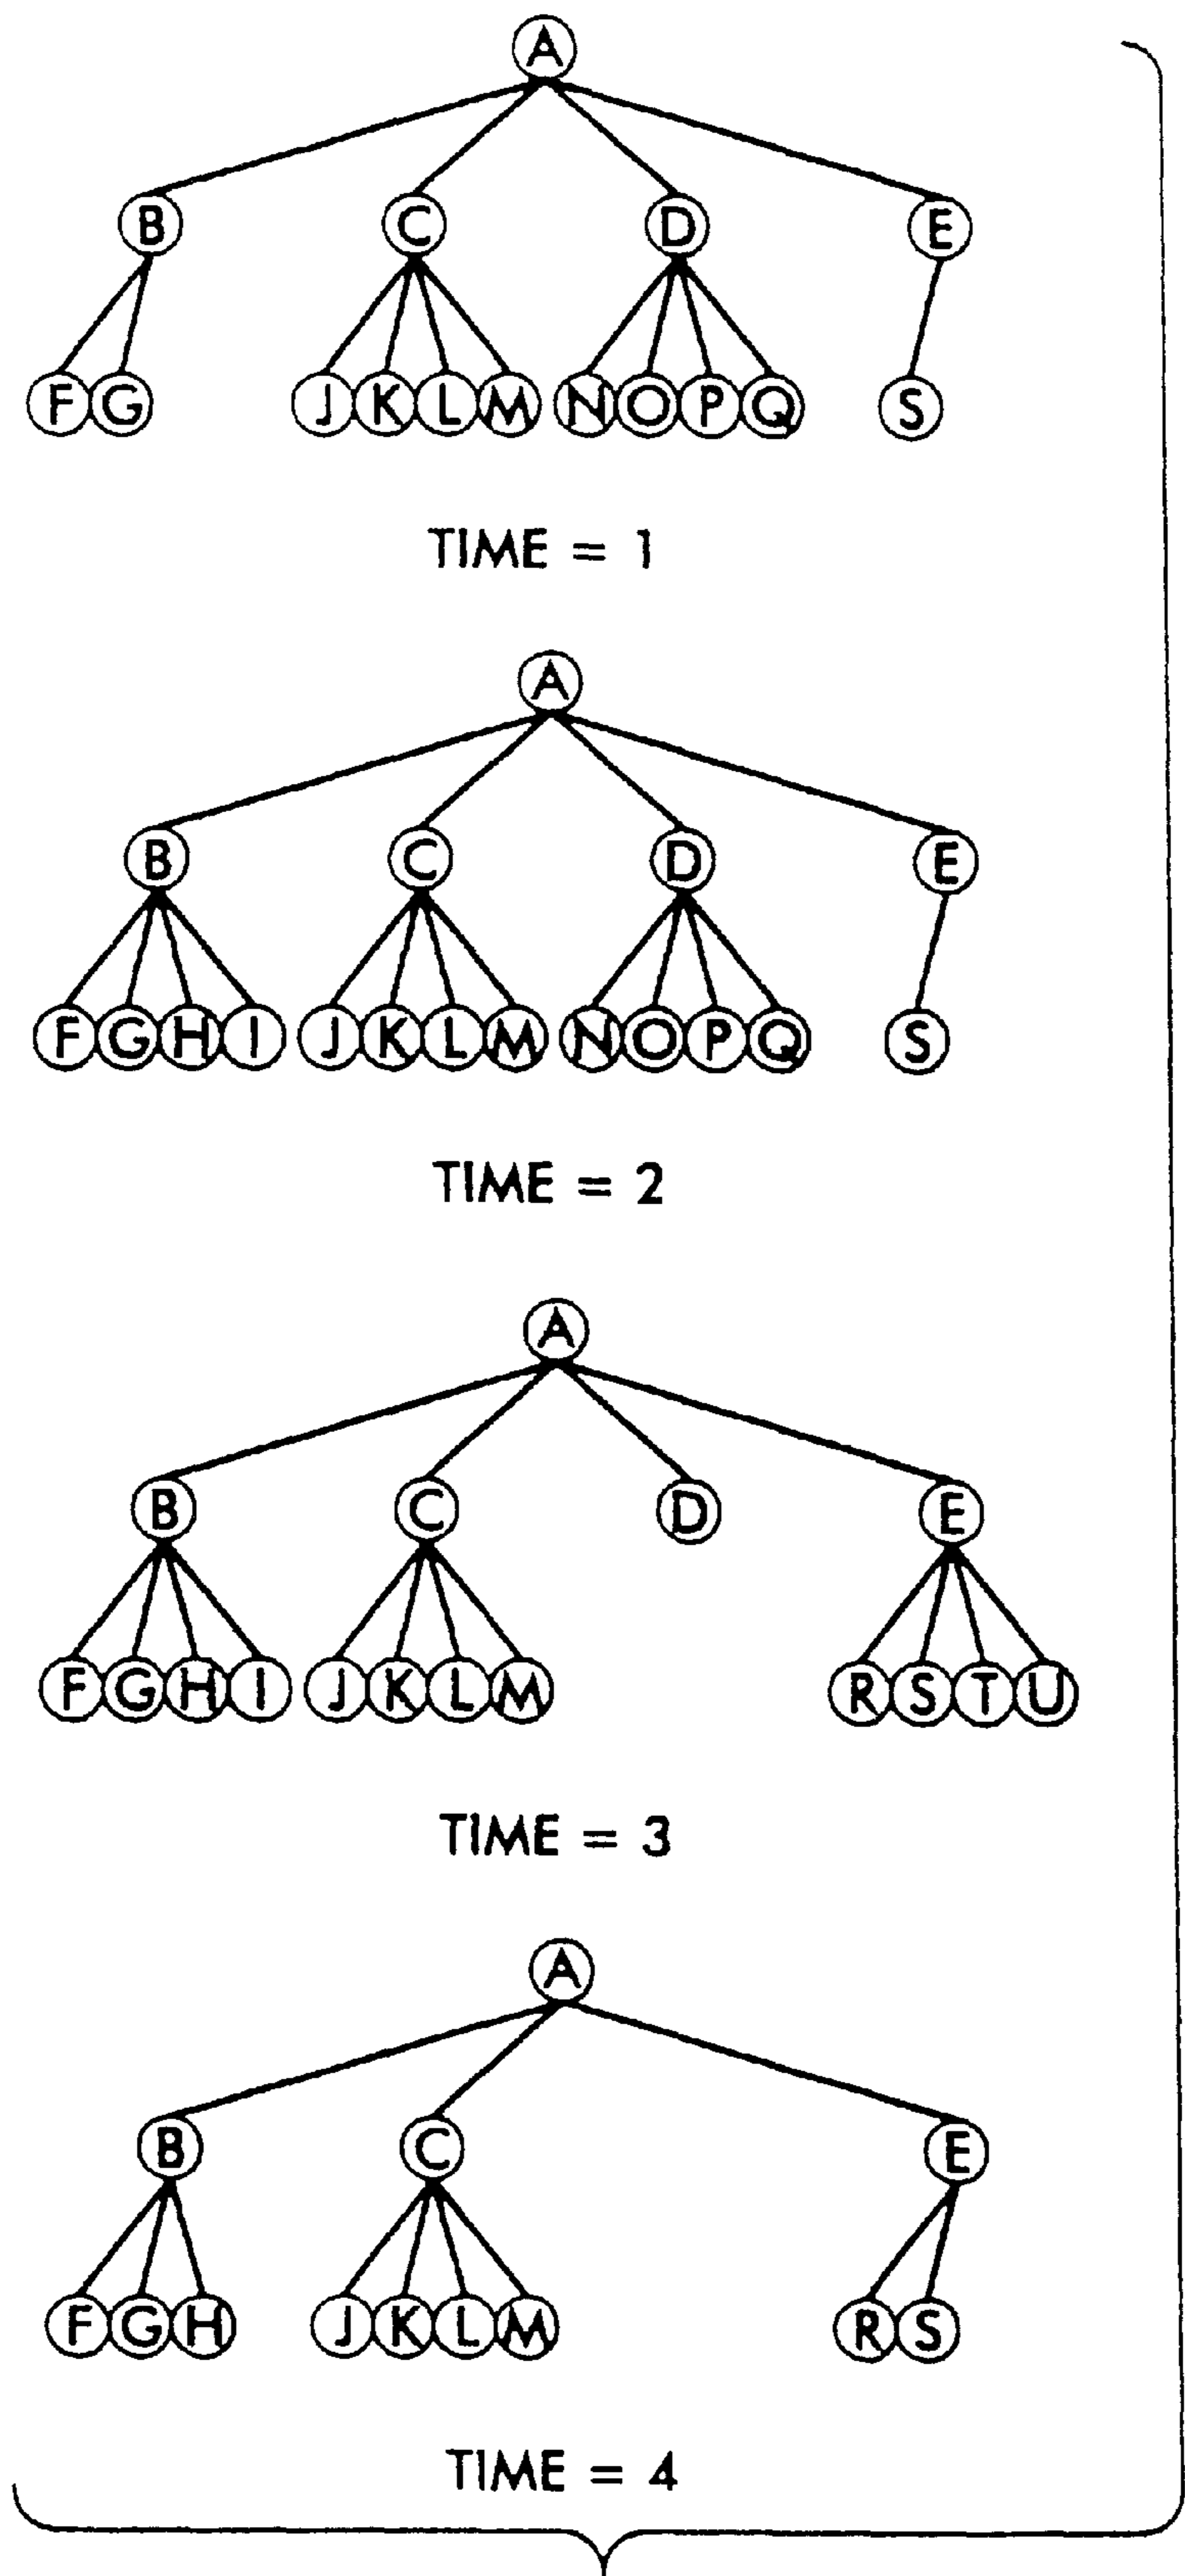 A
B C D E
F G J K L M N O P Q S
TIME = 1
A
B C D E
F G H I J K L M N O P Q S
TIME = 2
A
B C D E
F G H I J K L M R S T U
TIME = 3
A
B C E
F G H J K L M R S
TIME = 4